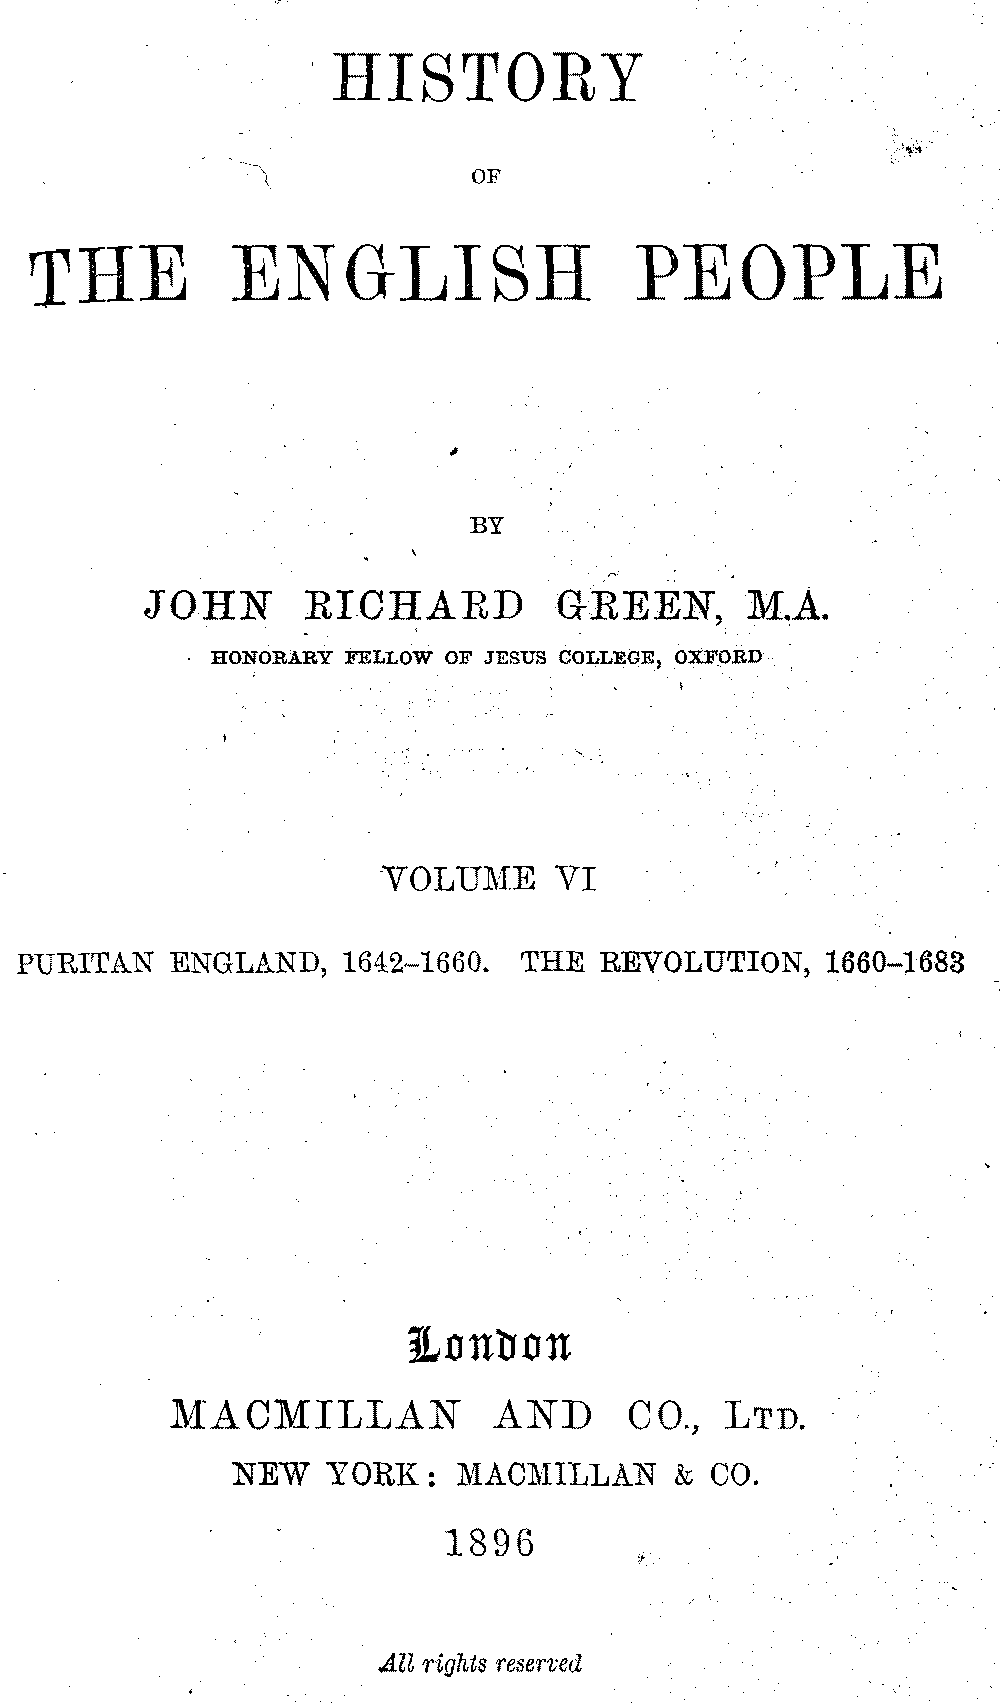 HISTORY
OF
THE ENGLISH PEOPLE
BY
JOHN RICHARD GREEN, M.A.
HONORARY FELLOW OF JESUS COLLEGE, OXFORD
VOLUME VI
PURITAN ENGLAND, 1642–1660. THE REVOLUTION, 1660–1683
London
MACMILLAN AND CO., LTD.
NEW YORK: MACMILLAN & CO.
1896
All rights reserved